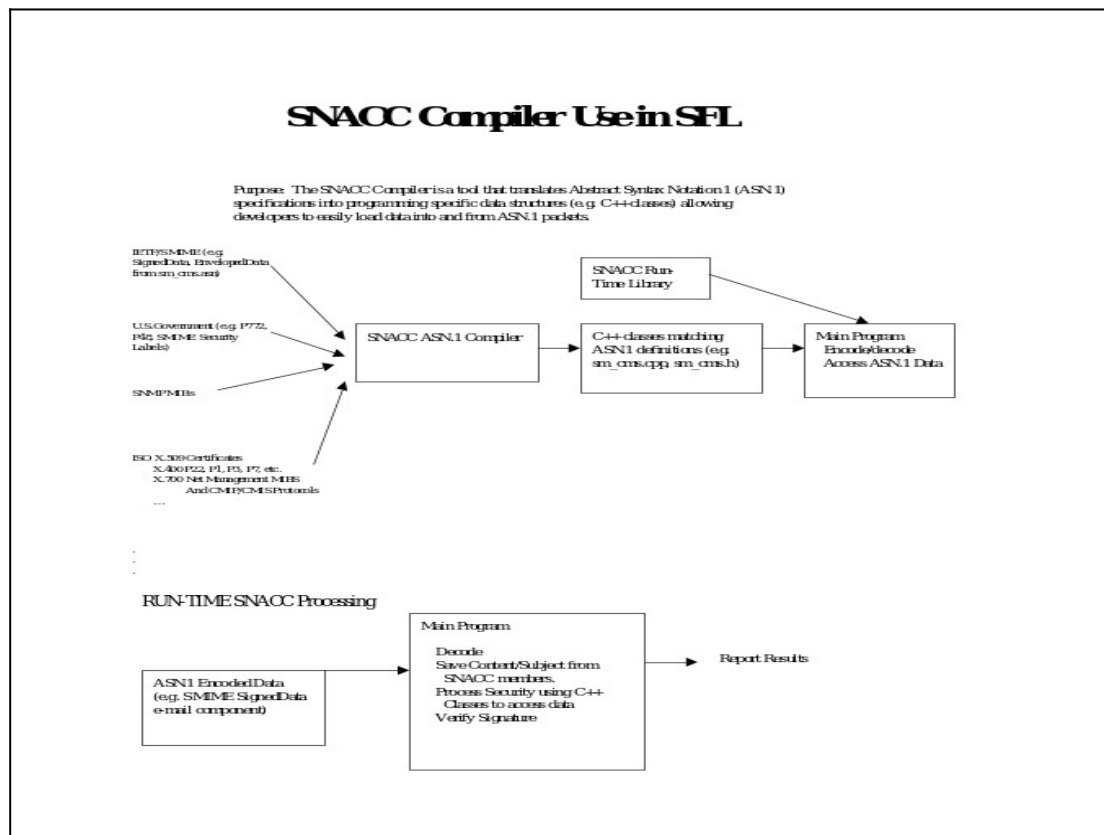 SNACC Compiler Use in SFL
Purpose: The SNACC Compiler is a tool that translates Abstract Syntax Notation 1 (ASN.1)
specifications into programming specific data structures (e.g. C++ classes) allowing
developers to easily load data into and from ASN.1 packets.
IETF/SMIME (e.g.
SignedData, EnvelopedData
from sm_cms.asn)
U.S.Government (e.g. P772,
P48, SMIME Security
Labels)
SNMP MIBs
ISO X.509 Certificates
X.400 P22, P1, P3, P7, etc.
X.700 Net Management MIBS
And CMIP/CMIS Protocols
...
.
.
.
SNACC ASN.1 Compiler
SNACC Run-
Time Library
C++ classes matching
ASN.1 definitions (e.g.
sm_cms.cpp, sm_cms.h)
Main Program
Encode/decode
Access ASN.1 Data
RUN-TIME SNACC Processing
ASN.1 Encoded Data
(e.g. SMIME SignedData
e-mail component)
Main Program
Decode
Save Content/Subject from
SNACC members.
Process Security using C++
Classes to access data
Verify Signature
Report Results